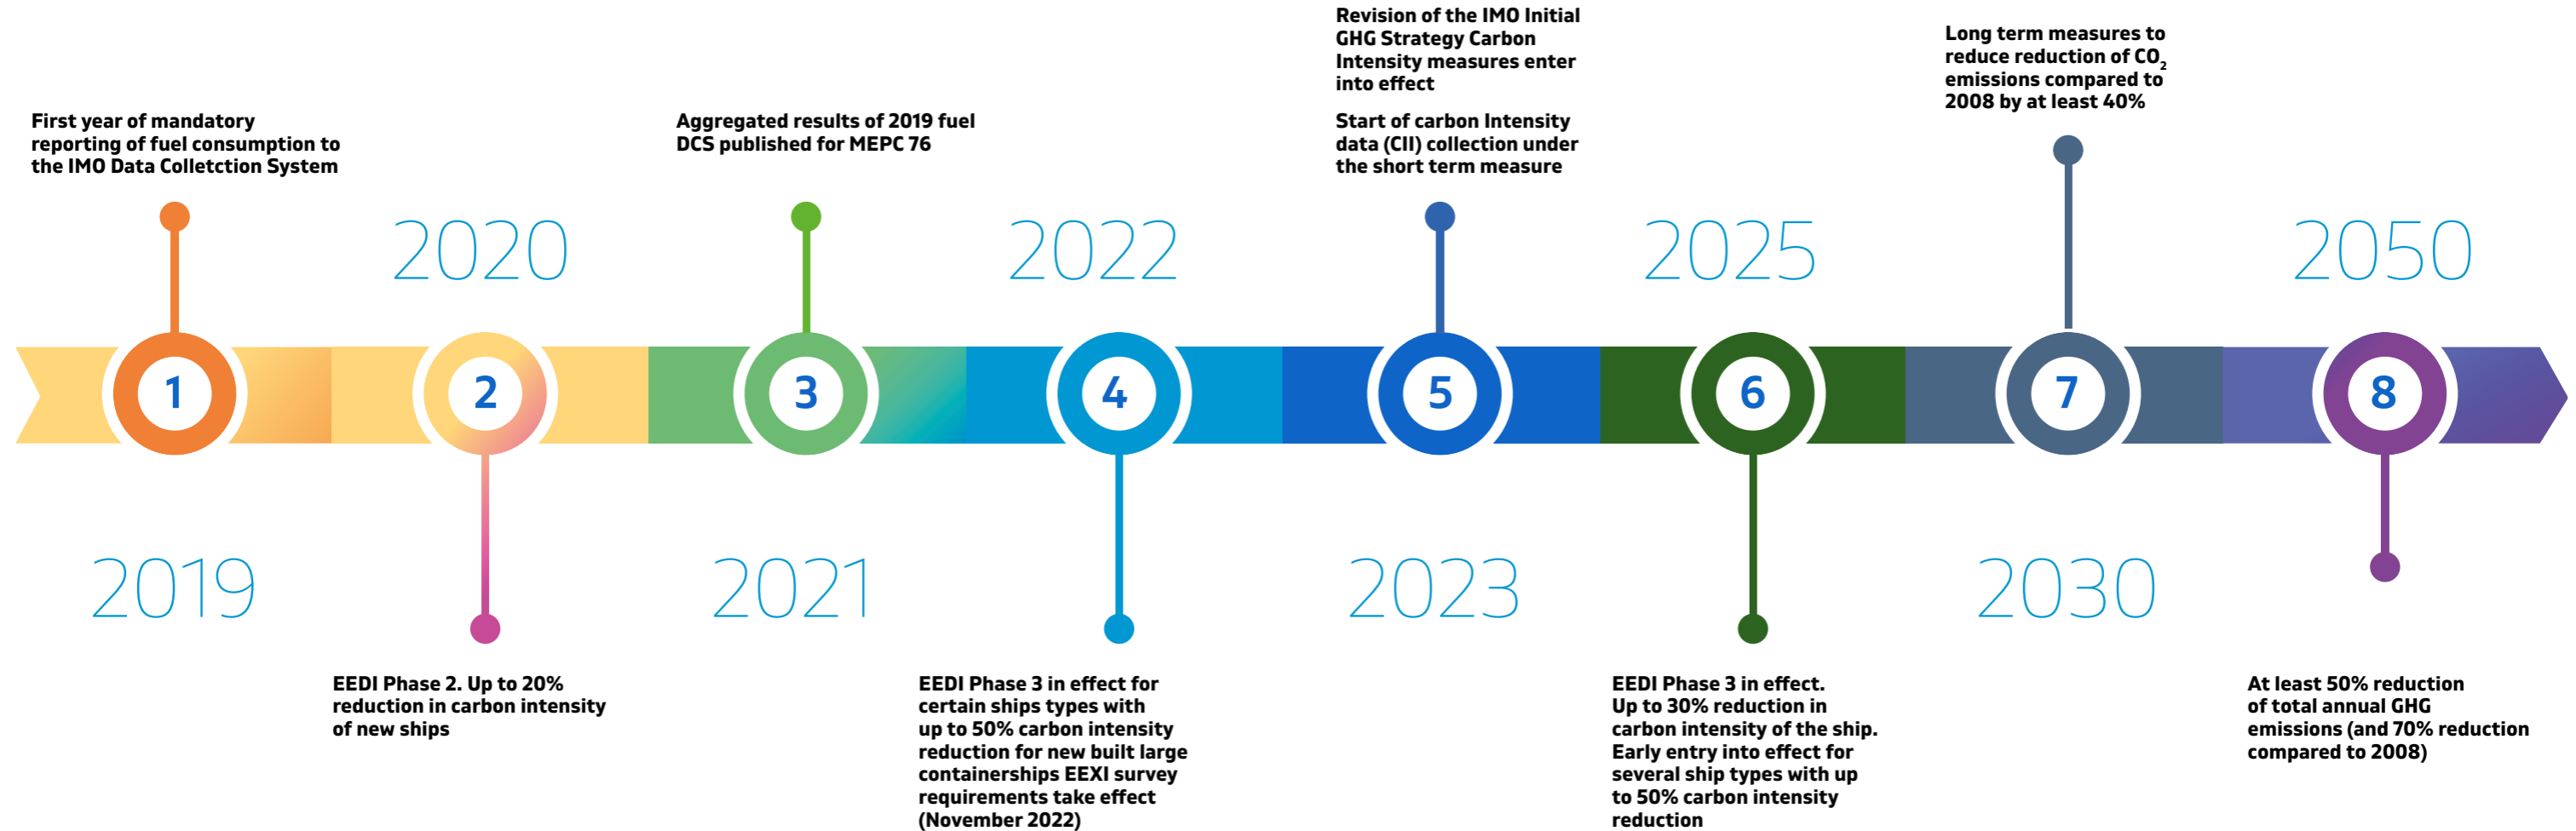 First year of mandatory
reporting of fuel consumption to
the IMO Data Colletction System
1
2019
2020
2
EEDI Phase 2. Up to 20%
reduction in carbon intensity
of new ships
Aggregated results of 2019 fuel
DCS published for MEPC 76
3
2021
2022
4
EEDI Phase 3 in effect for
certain ships types with
up to 50% carbon intensity
reduction for new built large
containerships EEXI survey
requirements take effect
(November 2022)
Revision of the IMO Initial
GHG Strategy Carbon
Intensity measures enter
into effect
Start of carbon Intensity
data (CII) collection under
the short term measure
5
2023
2025
6
EEDI Phase 3 in effect.
Up to 30% reduction in
carbon intensity of the ship.
Early entry into effect for
several ship types with up
to 50% carbon intensity
reduction
Long term measures to
reduce reduction of CO₂
emissions compared to
2008 by at least 40%
7
2030
2050
8
At least 50% reduction
of total annual GHG
emissions (and 70% reduction
compared to 2008)